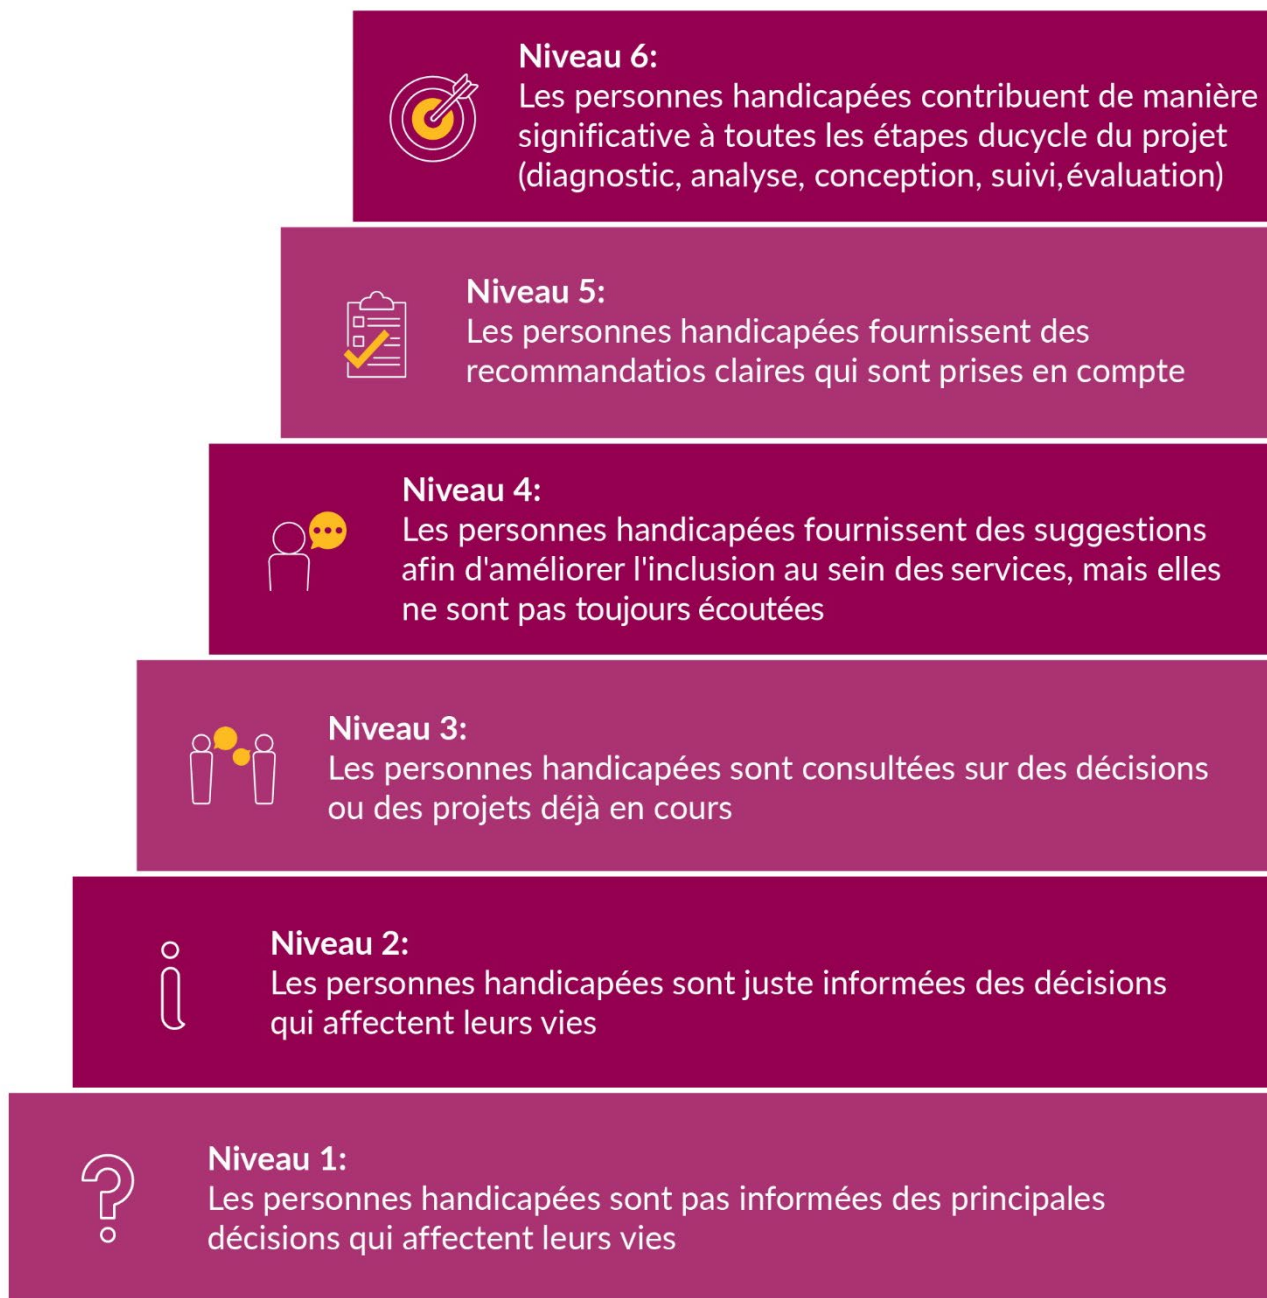 Niveau 6:
Les personnes handicapées contribuent de manière
significative à toutes les étapes ducycle du projet
(diagnostic, analyse, conception, suivi,évaluation)
Niveau 5:
Les personnes handicapées fournissent des
recommandatios claires qui sont prises en compte
Niveau 4:
Les personnes handicapées fournissent des suggestions
afin d'améliorer l'inclusion au sein des services, mais elles
ne sont pas toujours écoutées
Niveau 3:
Les personnes handicapées sont consultées sur des décisions
ou des projets déjà en cours
Niveau 2:
Les personnes handicapées sont juste informées des décisions
qui affectent leurs vies
Niveau 1:
Les personnes handicapées sont pas informées des principales
décisions qui affectent leurs vies